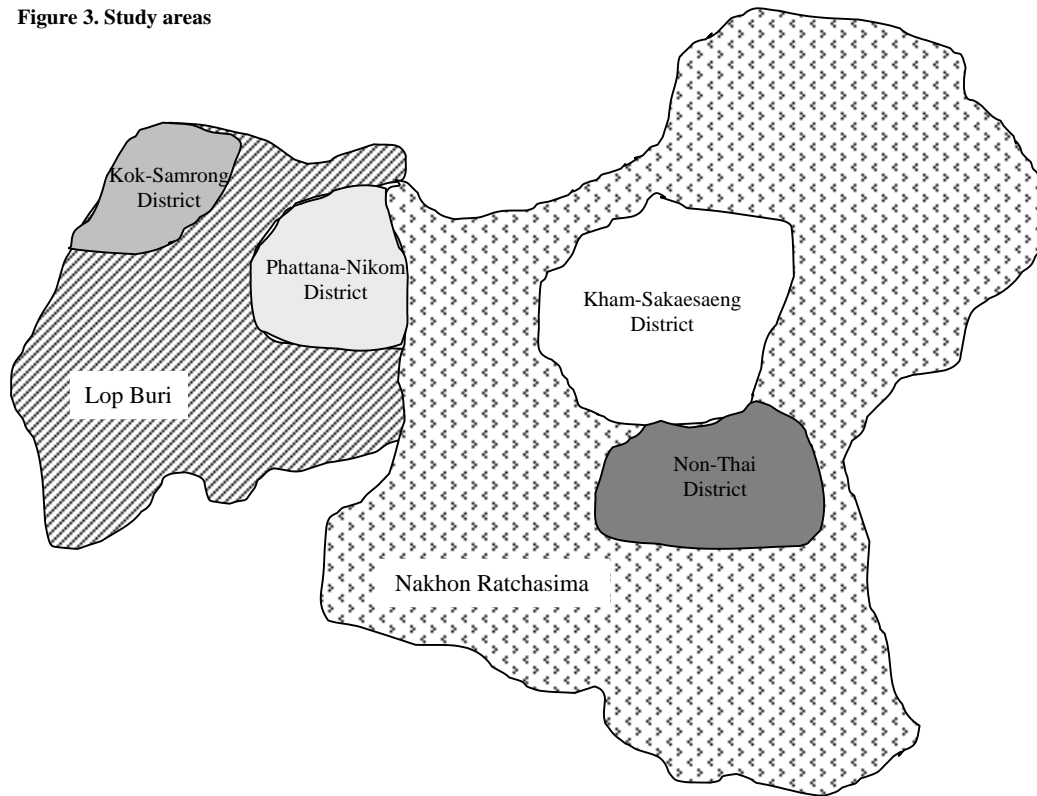 Figure 3. Study areas
Kok-Samrong
District
Phattana-Nikom
District
Kham-Sakaesaeng
District
Lop Buri
Non-Thai
District
Nakhon Ratchasima